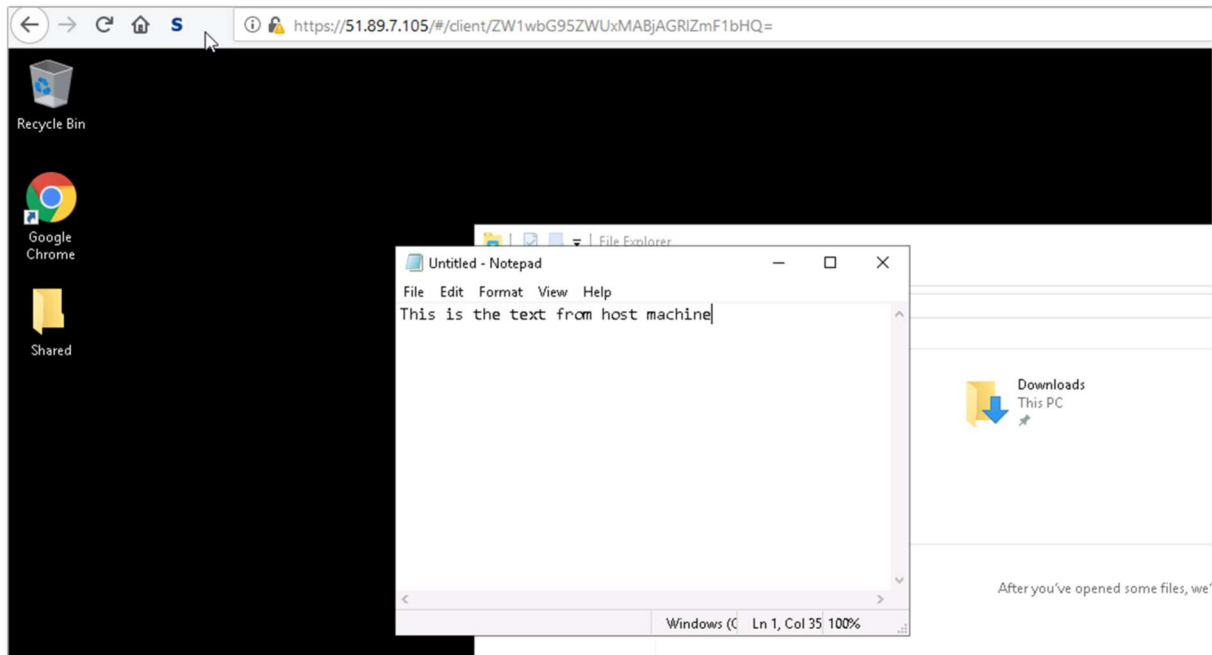 S
https://51.89.7.105/#/client/ZW1wbG95ZWUxMABjAGRlZmF1bHQ=
Recycle Bin
Google
Chrome
Shared
File Explorer
Untitled - Notepad
File Edit Format View Help
This is the text from host machine
Windows (C Ln 1, Col 35 100%
Downloads
This PC
After you've opened some files, we'